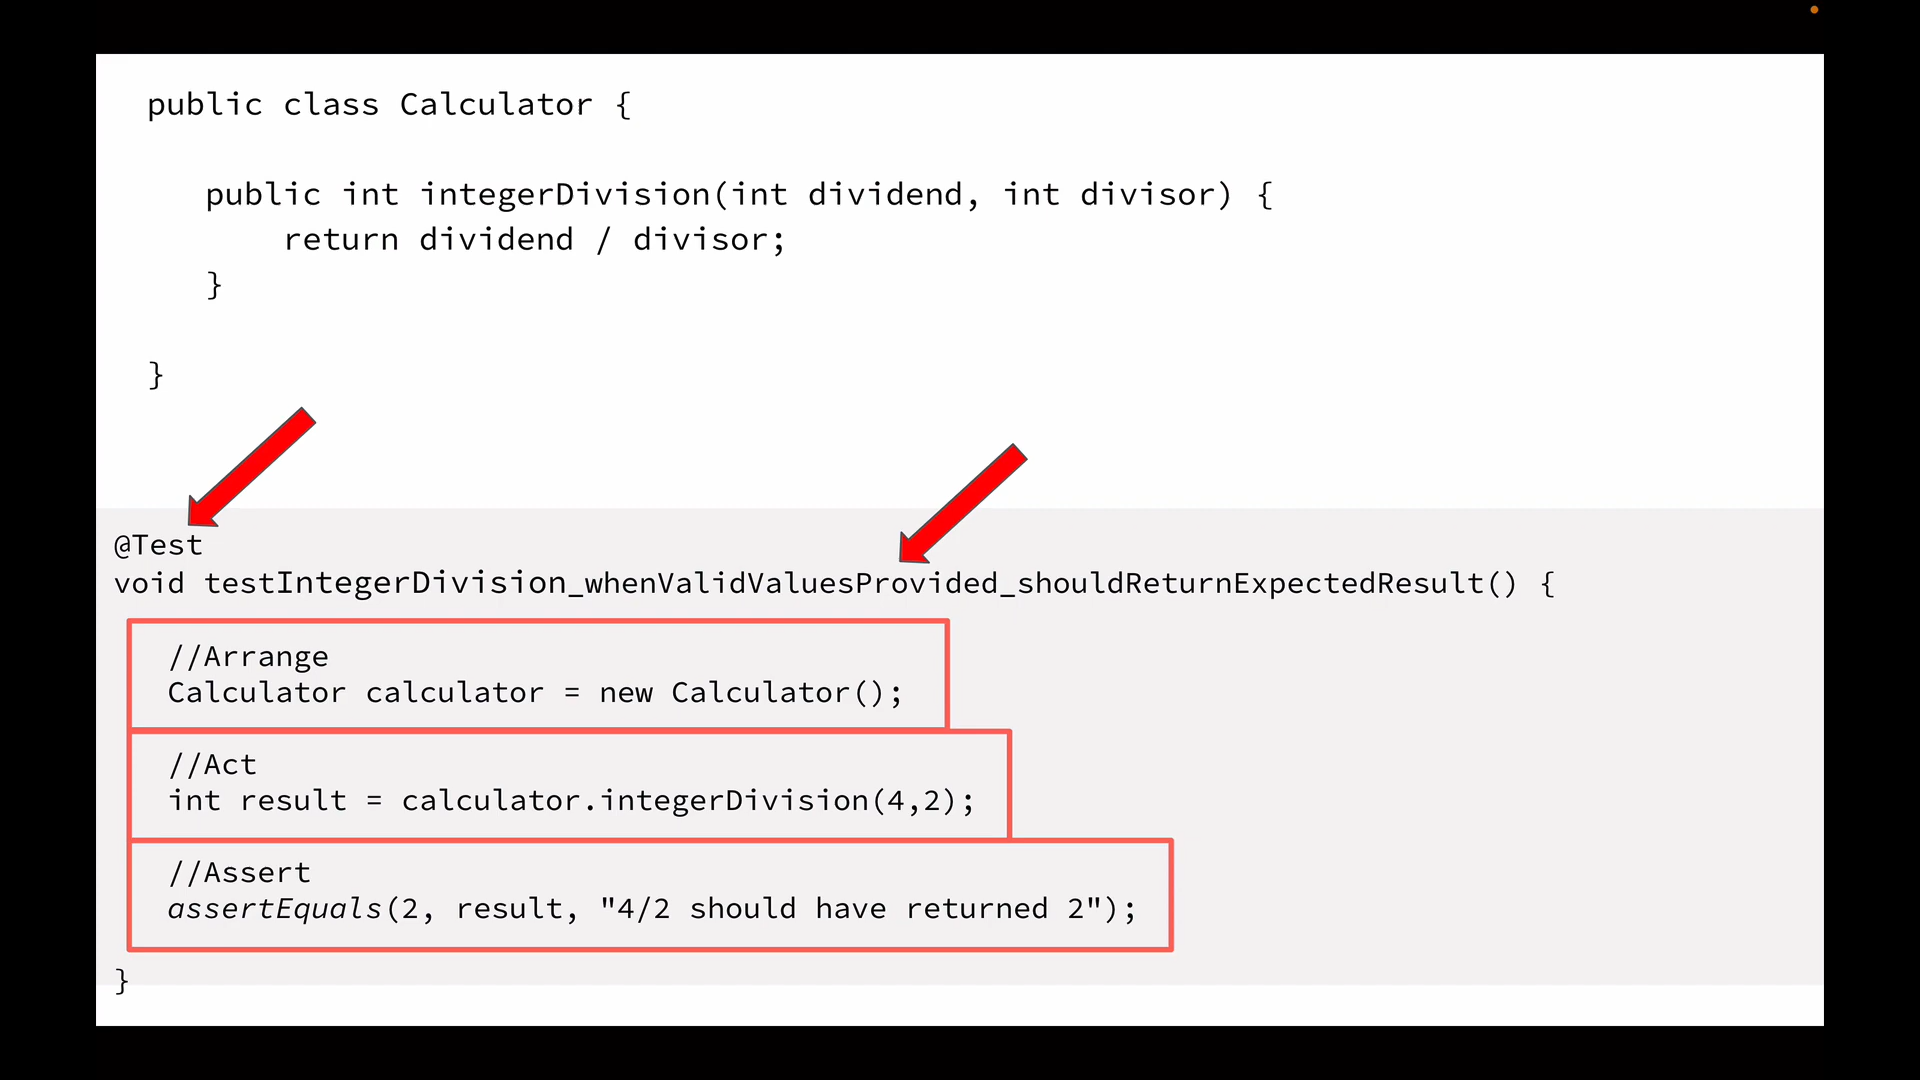 public class Calculator {
public int integerDivision(int dividend, int divisor) {
return dividend / divisor;
}
}
@Test
void testIntegerDivision_whenValidValuesProvided_shouldReturnExpectedResult() {
//Arrange
Calculator calculator = new Calculator();
//Act
int result = calculator.integerDivision(4,2);
//Assert
assertEquals(2, result, "4/2 should have returned 2");
}